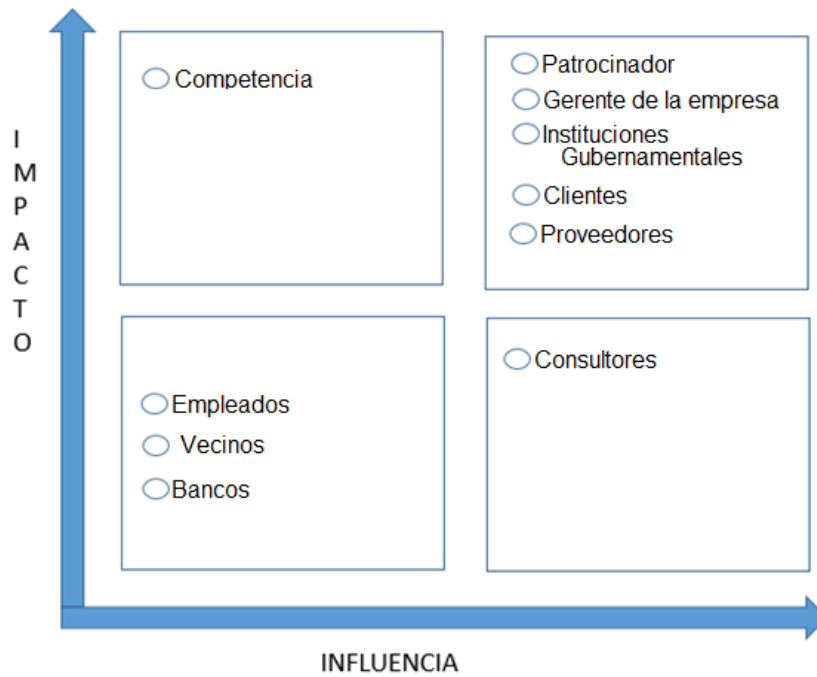 I
M
P
A
C
T
O
Competencia
Patrocinador
Gerente de la empresa
Instituciones
Gubernamentales
Clientes
Proveedores
Empleados
Vecinos
Bancos
Consultores
INFLUENCIA